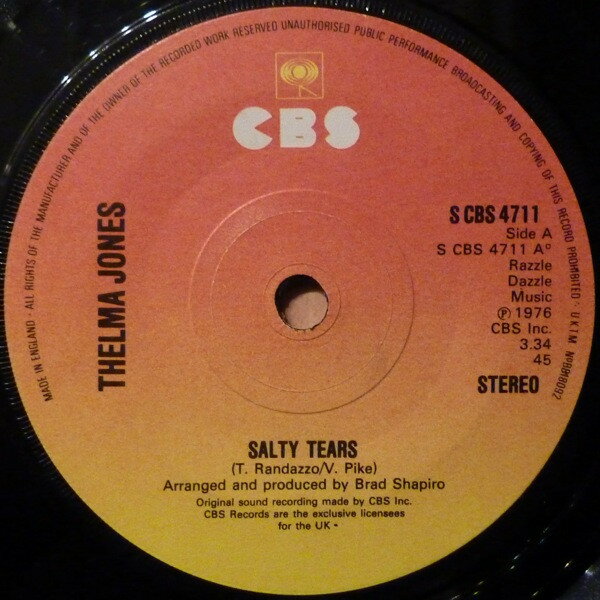 MADE IN ENGLAND - ALL RIGHTS OF THE MANUFACTURER AND OF THE OWNER OF THE RECORDED WORK RESERVED UNAUTHORISED PUBLIC PERFORMANCE BROADCASTING AND COPYING OF THIS RECORD PROHIBITED - U.K.T.M. Nº
CBS
THELMA JONES
S CBS 4711
Side A
S CBS 4711 Aº
Razzle
Dazzle
Music
℗ 1976
CBS Inc.
3.34
45
STEREO
SALTY TEARS
(T. Randazzo/V. Pike)
Arranged and produced by Brad Shapiro
Original sound recording made by CBS Inc.
CBS Records are the exclusive licensees
for the UK -